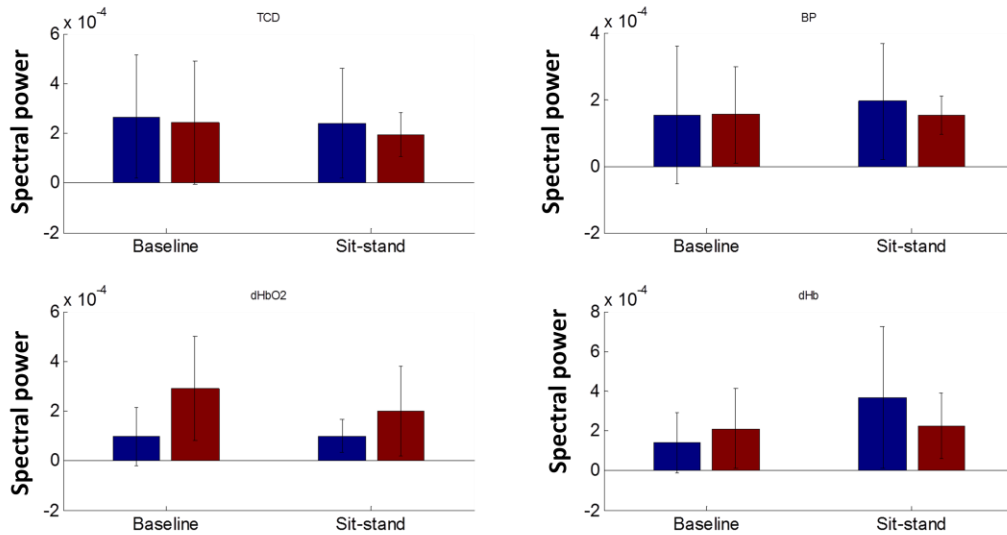 x 10⁻⁴
TCD
Spectral power
6
4
2
0
-2
Baseline
Sit-stand
x 10⁻⁴
BP
Spectral power
4
2
0
-2
Baseline
Sit-stand
x 10⁻⁴
dHbO2
Spectral power
6
4
2
0
-2
Baseline
Sit-stand
x 10⁻⁴
dHb
Spectral power
8
6
4
2
0
-2
Baseline
Sit-stand